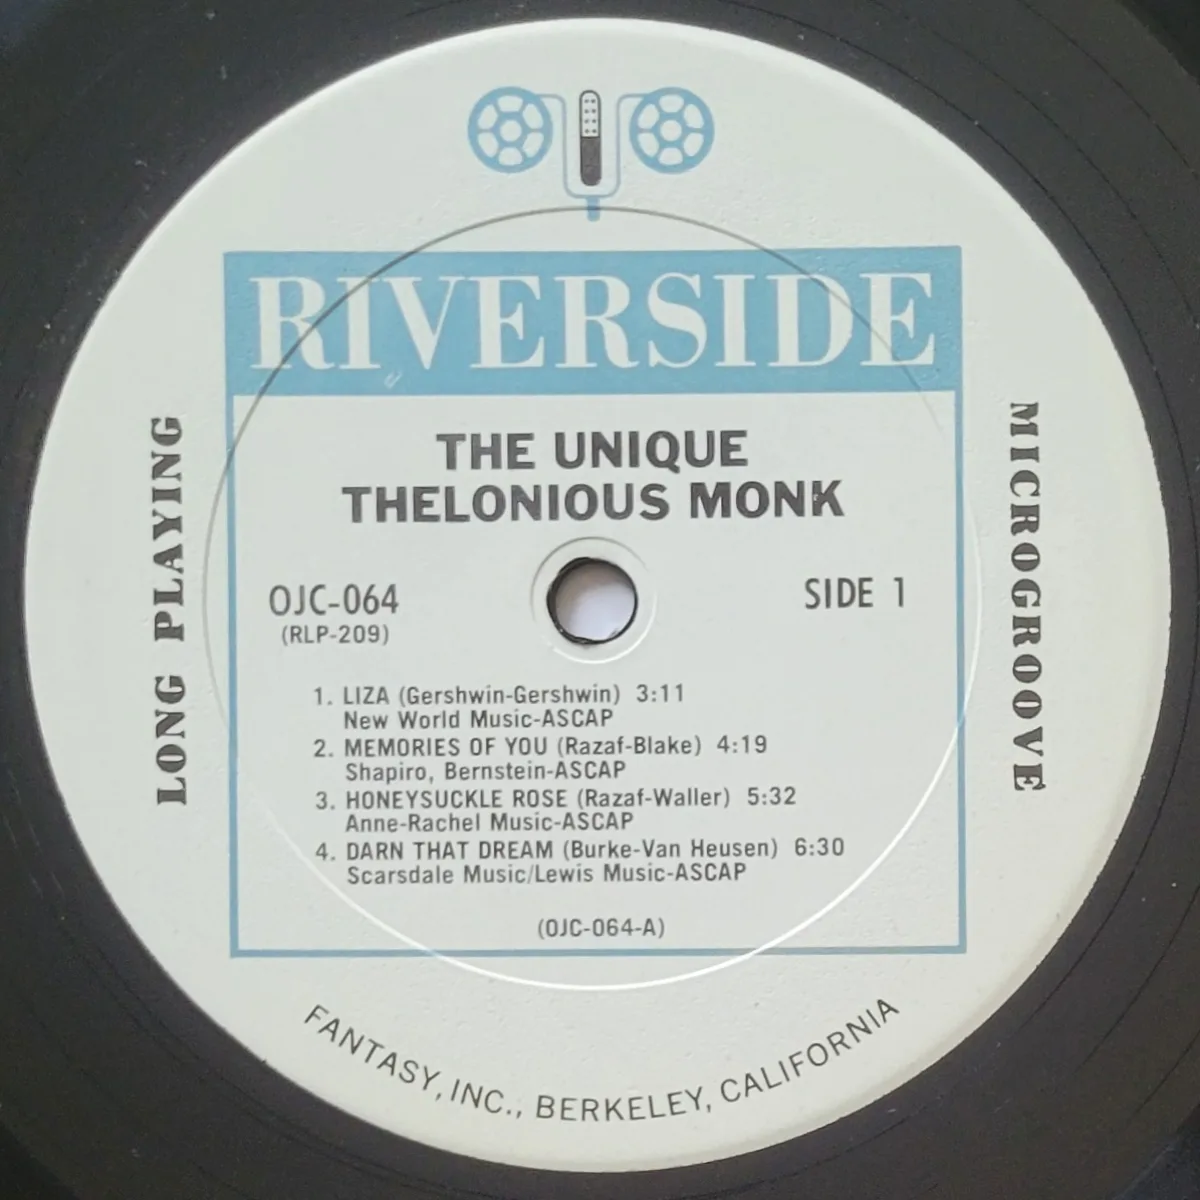 RIVERSIDE
THE UNIQUE
THELONIOUS MONK
OJC-064
(RLP-209)
SIDE 1
LONG PLAYING
MICROGROOVE
1. LIZA (Gershwin-Gershwin) 3:11
New World Music-ASCAP
2. MEMORIES OF YOU (Razaf-Blake) 4:19
Shapiro, Bernstein-ASCAP
3. HONEYSUCKLE ROSE (Razaf-Waller) 5:32
Anne-Rachel Music-ASCAP
4. DARN THAT DREAM (Burke-Van Heusen) 6:30
Scarsdale Music/Lewis Music-ASCAP
(OJC-064-A)
FANTASY, INC., BERKELEY, CALIFORNIA